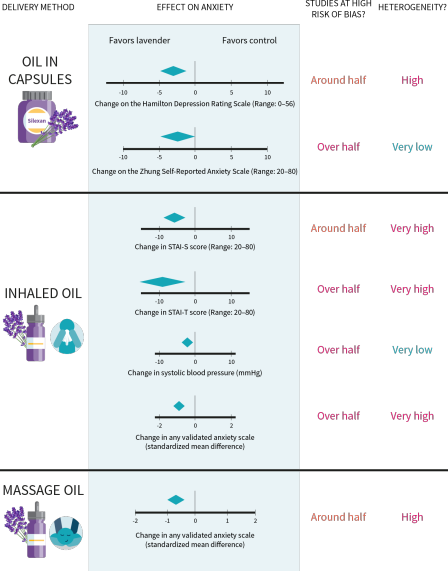 DELIVERY METHOD
EFFECT ON ANXIETY
STUDIES AT HIGH
RISK OF BIAS?
HETEROGENEITY?
Favors lavender
Favors control
OIL IN
CAPSULES
Silexan
-10 -5 0 5 10
Change on the Hamilton Depression Rating Scale (Range: 0–56)
Around half
High
-10 -5 0 5 10
Change on the Zhung Self-Reported Anxiety Scale (Range: 20–80)
Over half
Very low
INHALED OIL
-10 0 10
Change in STAI-S score (Range: 20–80)
Around half
Very high
-10 0 10
Change in STAI-T score (Range: 20–80)
Over half
Very high
-10 0 10
Change in systolic blood pressure (mmHg)
Over half
Very low
-2 0 2
Change in any validated anxiety scale
(standardized mean difference)
Over half
Very high
MASSAGE OIL
-2 -1 0 1 2
Change in any validated anxiety scale
(standardized mean difference)
Around half
High